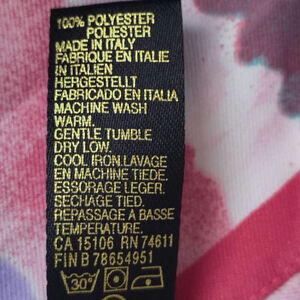 100% POLYESTER
POLIESTER
MADE IN ITALY
FABRIQUE EN ITALIE
IN ITALIEN
HERGESTELLT
FABRICADO EN ITALIA
MACHINE WASH
WARM.
GENTLE TUMBLE
DRY LOW.
COOL IRON.LAVAGE
EN MACHINE TIEDE.
ESSORAGE LEGER.
SECHAGE TIED.
REPASSAGE A BASSE
TEMPERATURE.
CA 15106 RN 74611
FIN B 78654951
30°